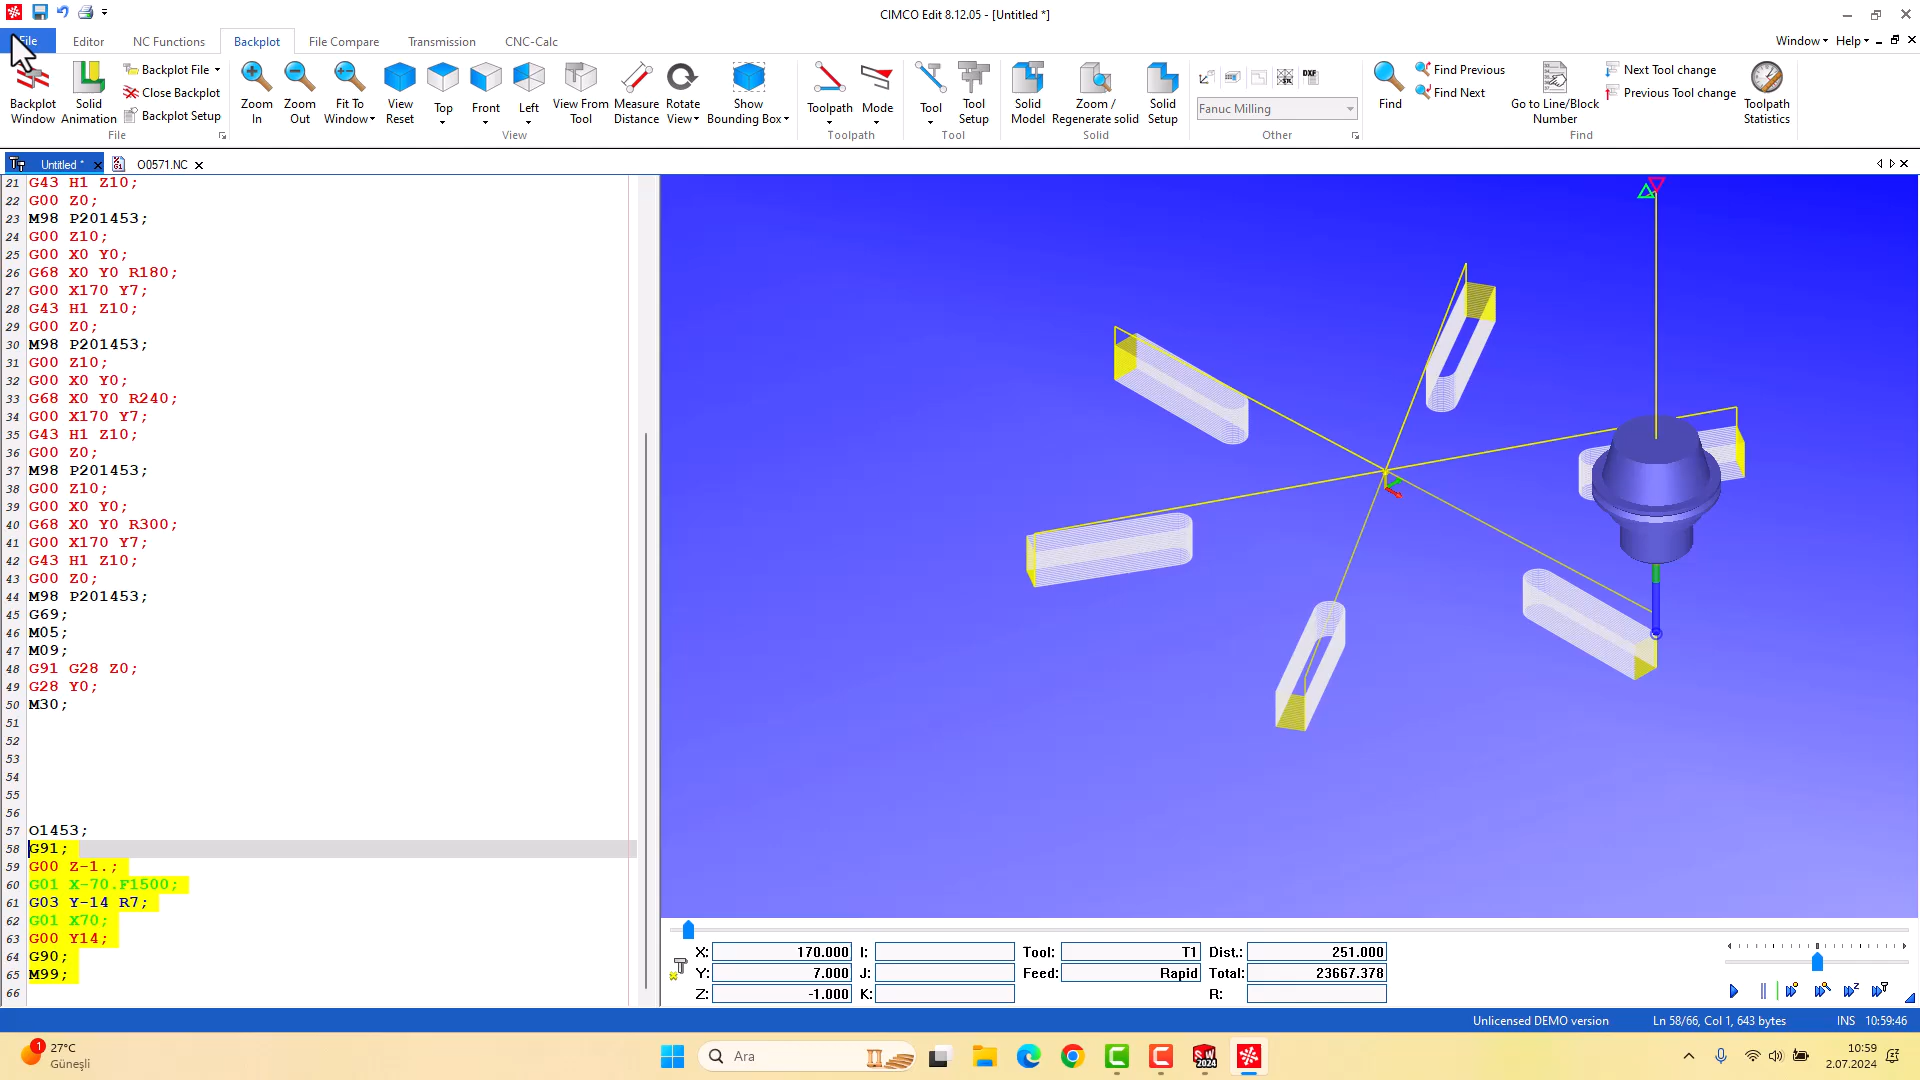 CIMCO Edit 8.12.05 - [Untitled *]
File Editor NC Functions Backplot File Compare Transmission CNC-Calc Window Help
Backplot Window
Solid Animation
Backplot File
Close Backplot
Backplot Setup
File
Zoom In
Zoom Out
Fit To Window
View Reset
Top
Front
Left
View From Tool
Measure Distance
Rotate View
Show Bounding Box
View
Toolpath
Mode
Toolpath
Tool
Tool Setup
Tool
Solid Model
Zoom / Regenerate solid
Solid Setup
Solid
DXF
Fanuc Milling
Other
Find
Find Previous
Find Next
Go to Line/Block Number
Next Tool change
Previous Tool change
Toolpath Statistics
Find
Untitled *
O0571.NC
21 G43 H1 Z10;
22 G00 Z0;
23 M98 P201453;
24 G00 Z10;
25 G00 X0 Y0;
26 G68 X0 Y0 R180;
27 G00 X170 Y7;
28 G43 H1 Z10;
29 G00 Z0;
30 M98 P201453;
31 G00 Z10;
32 G00 X0 Y0;
33 G68 X0 Y0 R240;
34 G00 X170 Y7;
35 G43 H1 Z10;
36 G00 Z0;
37 M98 P201453;
38 G00 Z10;
39 G00 X0 Y0;
40 G68 X0 Y0 R300;
41 G00 X170 Y7;
42 G43 H1 Z10;
43 G00 Z0;
44 M98 P201453;
45 G69;
46 M05;
47 M09;
48 G91 G28 Z0;
49 G28 Y0;
50 M30;
51
52
53
54
55
56
57 O1453;
58 G91;
59 G00 Z-1.;
60 G01 X-70.F1500;
61 G03 Y-14 R7;
62 G01 X70;
63 G00 Y14;
64 G90;
65 M99;
66
X: 170.000 I: Tool: T1 Dist.: 251.000
Y: 7.000 J: Feed: Rapid Total: 23667.378
Z: -1.000 K: R:
Unlicensed DEMO version Ln 58/66, Col 1, 643 bytes INS 10:59:46
1
27°C
Güneşli
Ara
SW
2024
10:59
2.07.2024